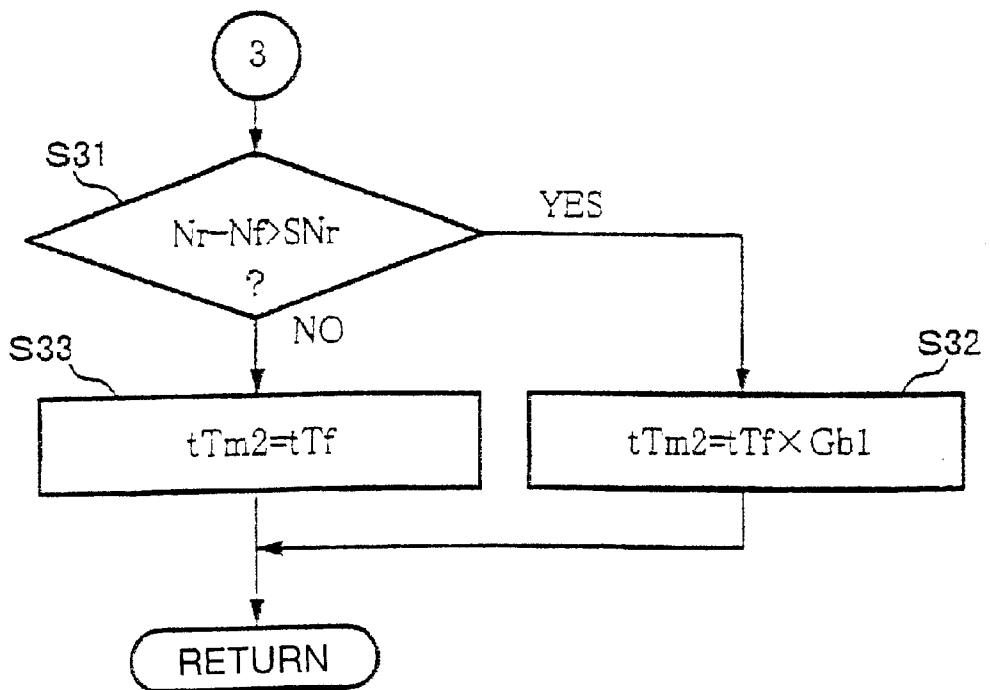 3
S31
Nr-Nf>SNr
?
YES
NO
S33
S32
tTm2=tTf
tTm2=tTf×Gb1
RETURN